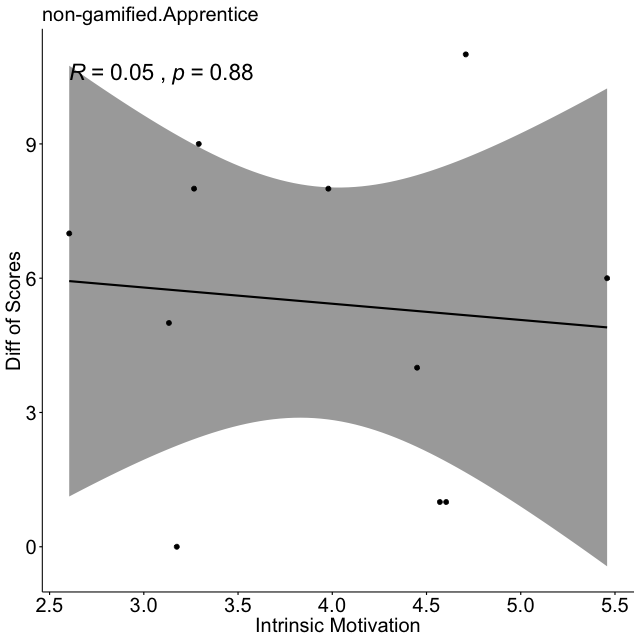 non-gamified.Apprentice
R = 0.05 , p = 0.88
9
6
3
0
Diff of Scores
2.5 3.0 3.5 4.0 4.5 5.0 5.5
Intrinsic Motivation